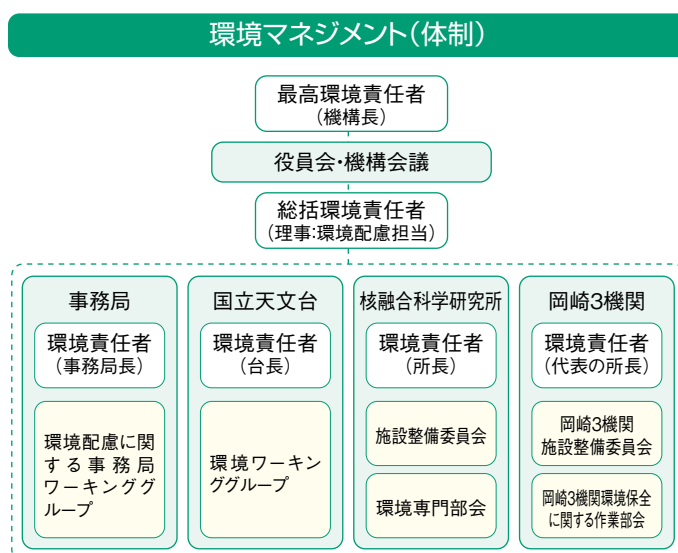 環境マネジメント(体制)
最高環境責任者
(機構長)
役員会・機構会議
総括環境責任者
(理事:環境配慮担当)
事務局
環境責任者
(事務局長)
環境配慮に関
する事務局
ワーキンググ
ループ
国立天文台
環境責任者
(台長)
環境ワーキン
ググループ
核融合科学研究所
環境責任者
(所長)
施設整備委員会
環境専門部会
岡崎3機関
環境責任者
(代表の所長)
岡崎3機関
施設整備委員会
岡崎3機関環境保全
に関する作業部会